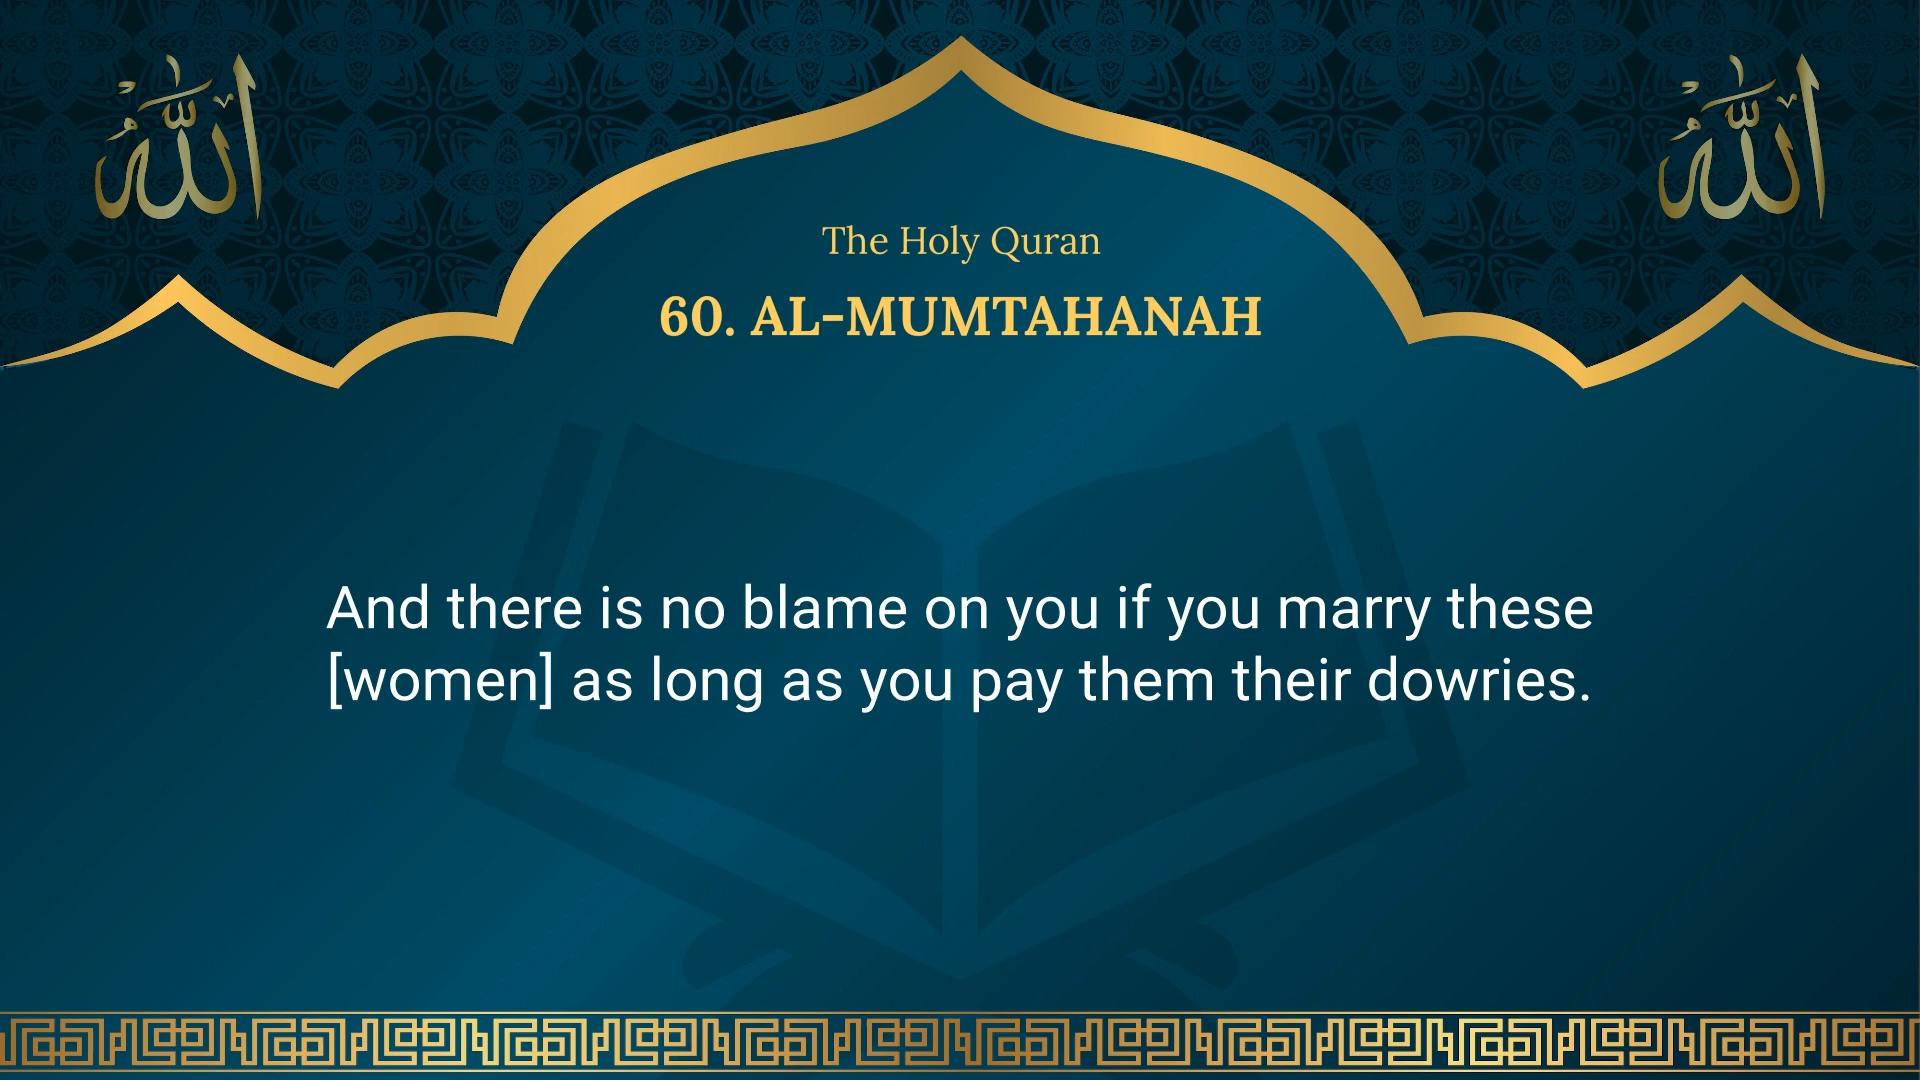 الله
الله
The Holy Quran
60. AL-MUMTAHANAH
And there is no blame on you if you marry these
[women] as long as you pay them their dowries.